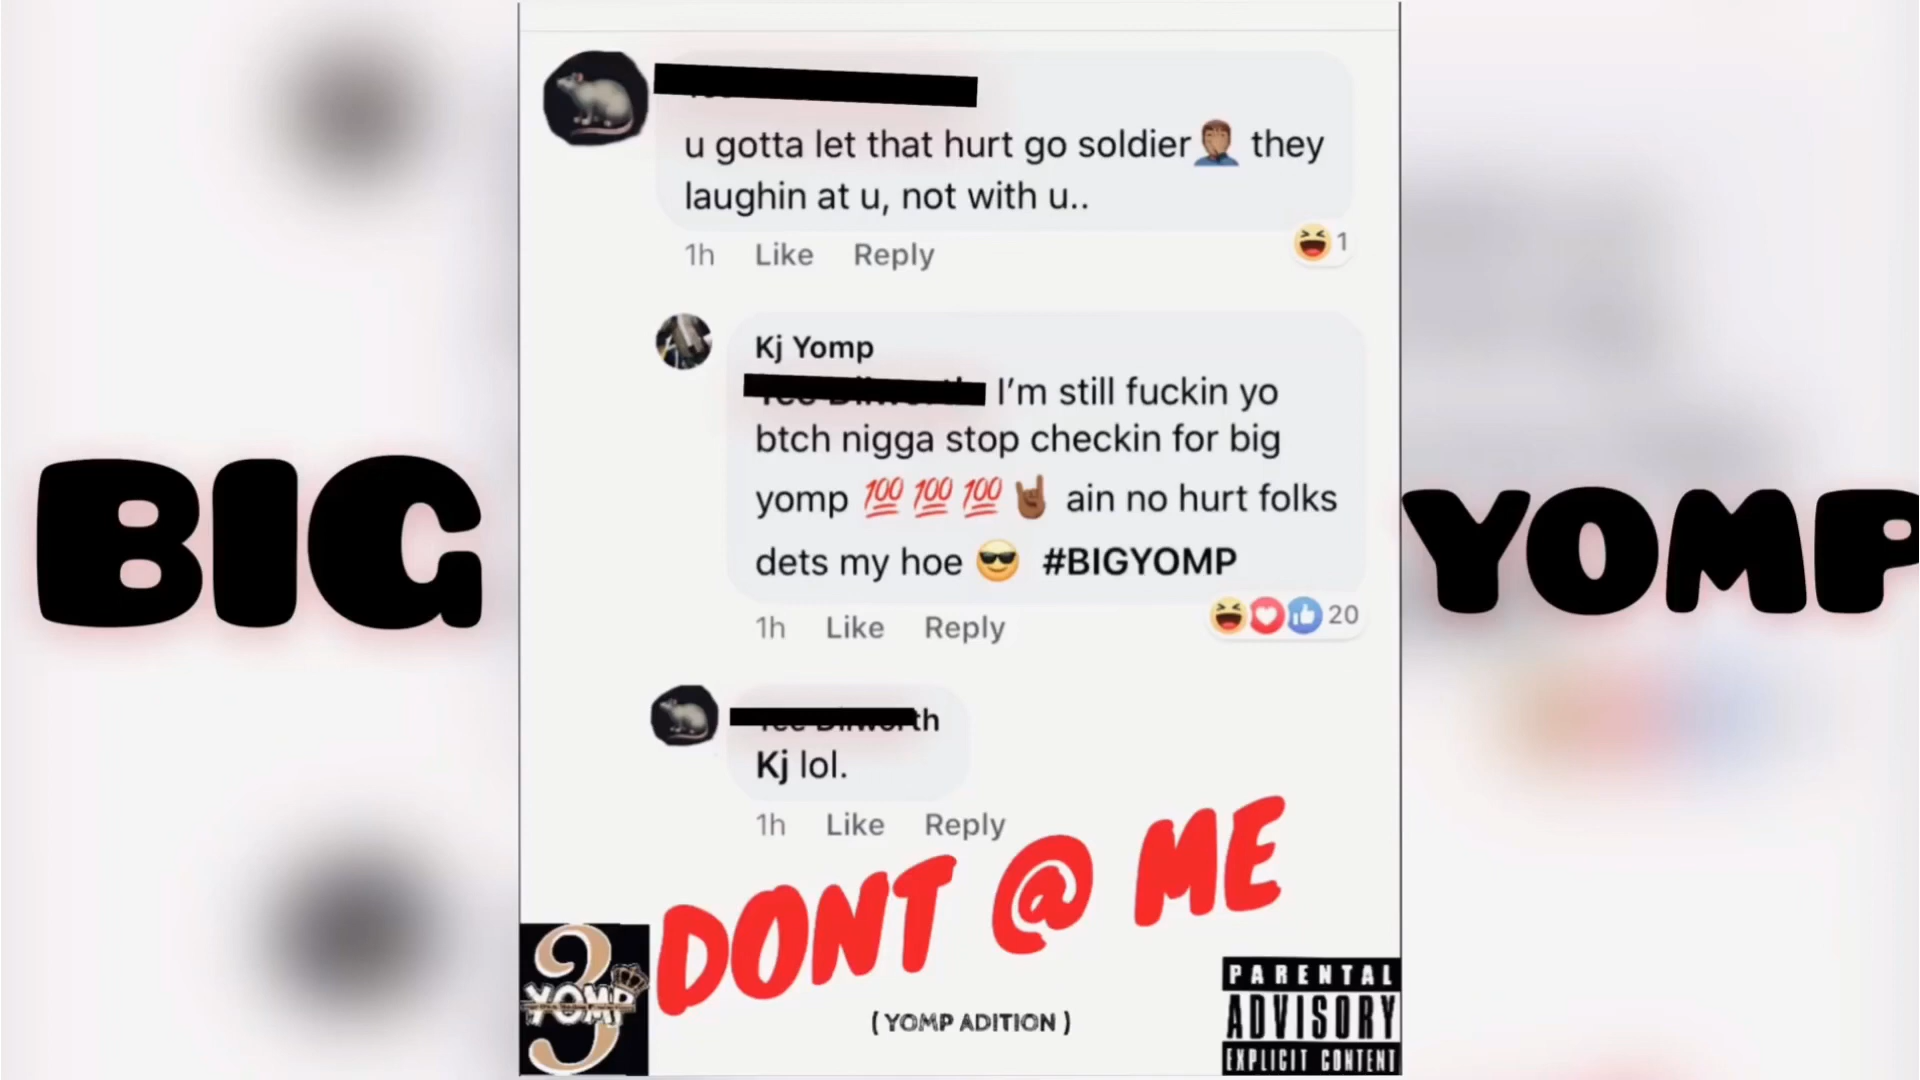 BIG
YOMP
u gotta let that hurt go soldier🤦🏽‍♂️ they
laughin at u, not with u..
1h Like Reply
😆 1
Kj Yomp
I'm still fuckin yo
btch nigga stop checkin for big
yomp 💯 💯 💯 🤘🏾 ain no hurt folks
dets my hoe 😎 #BIGYOMP
1h Like Reply
20
Kj lol.
1h Like Reply
DONT @ ME
3
YOMP
( YOMP ADITION )
PARENTAL
ADVISORY
EXPLICIT CONTENT